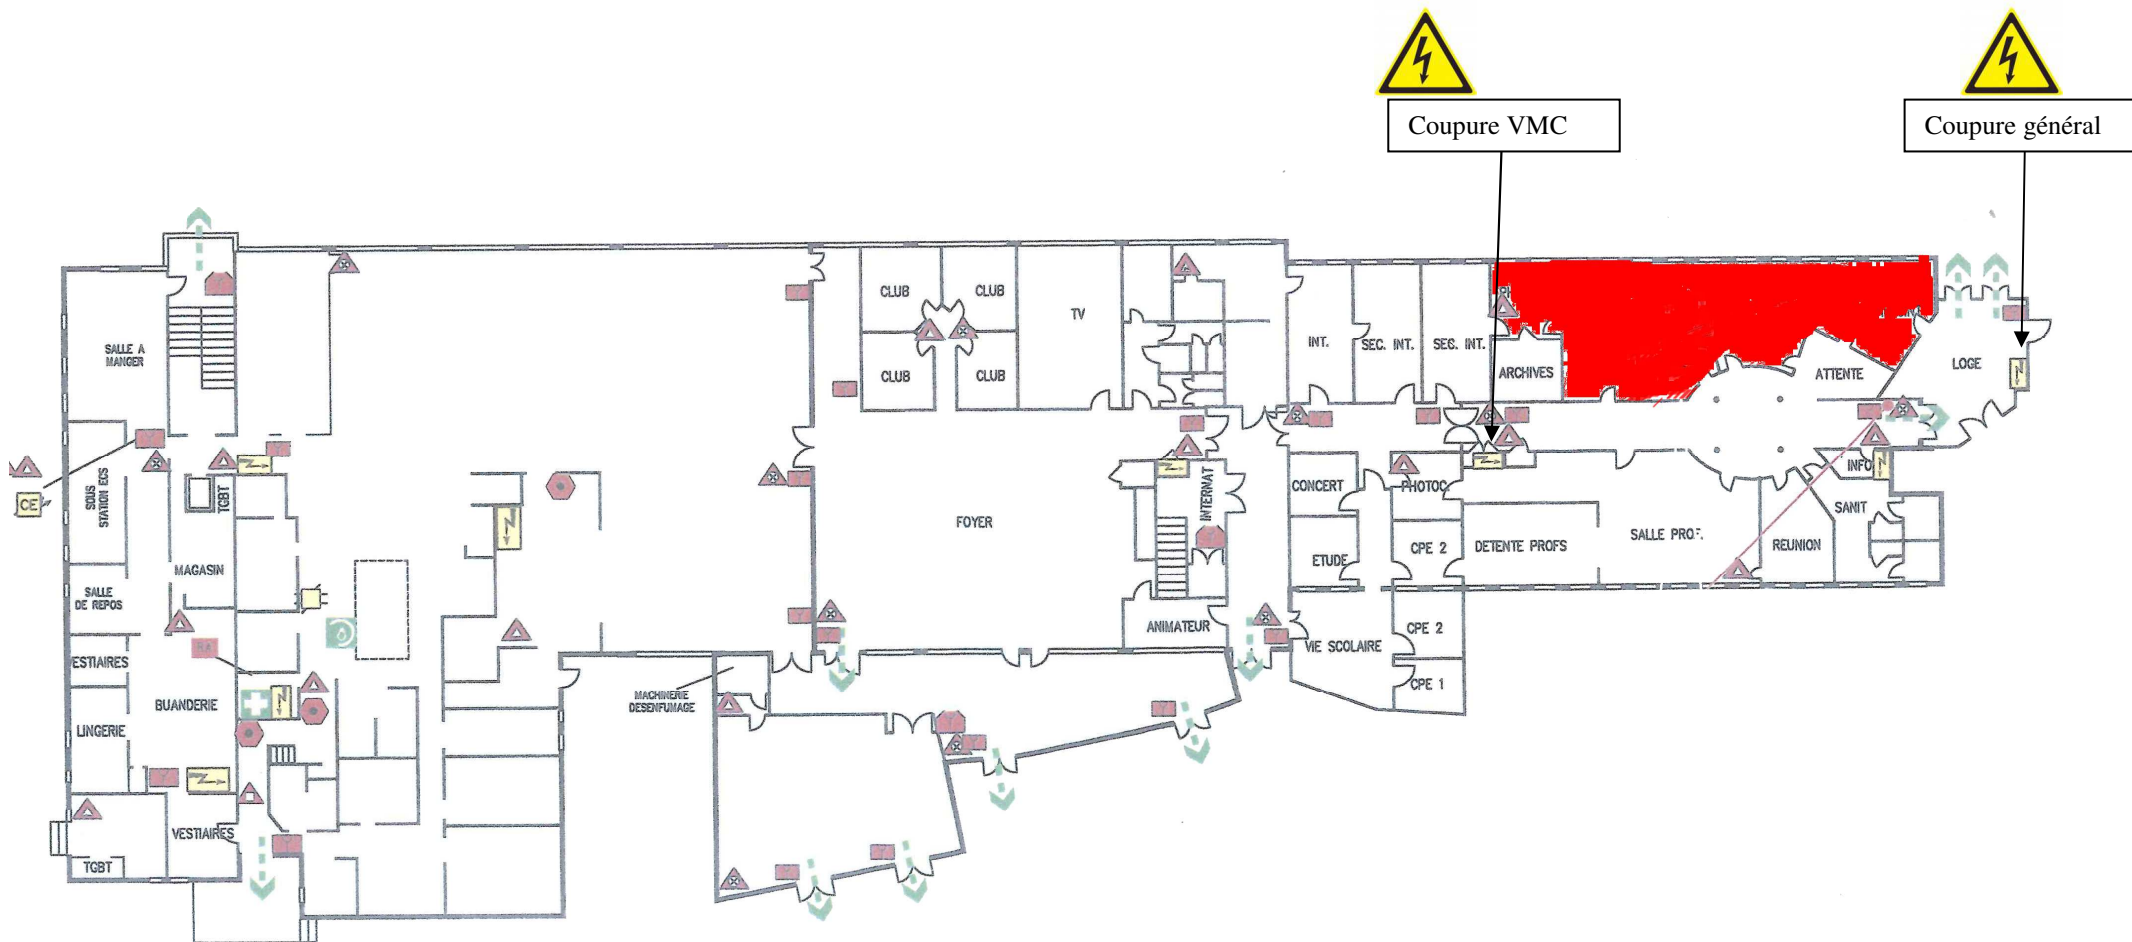 Coupure VMC
Coupure général
SALLE A
MANGER
SOUS
STATION ECS
CE
TGBT
MAGASIN
SALLE
DE REPOS
VESTIAIRES
BUANDERIE
LINGERIE
VESTIAIRES
TGBT
MACHINERIE
DESENFUMAGE
CLUB
CLUB
CLUB
CLUB
TV
FOYER
INTERNAT
ANIMATEUR
INT.
SEC. INT.
SEC. INT.
ARCHIVES
ATTENTE
LOGE
CONCERT
PHOTOC
INFO
SANIT
ETUDE
CPE 2
DETENTE PROFS
SALLE PROF.
REUNION
VIE SCOLAIRE
CPE 2
CPE 1